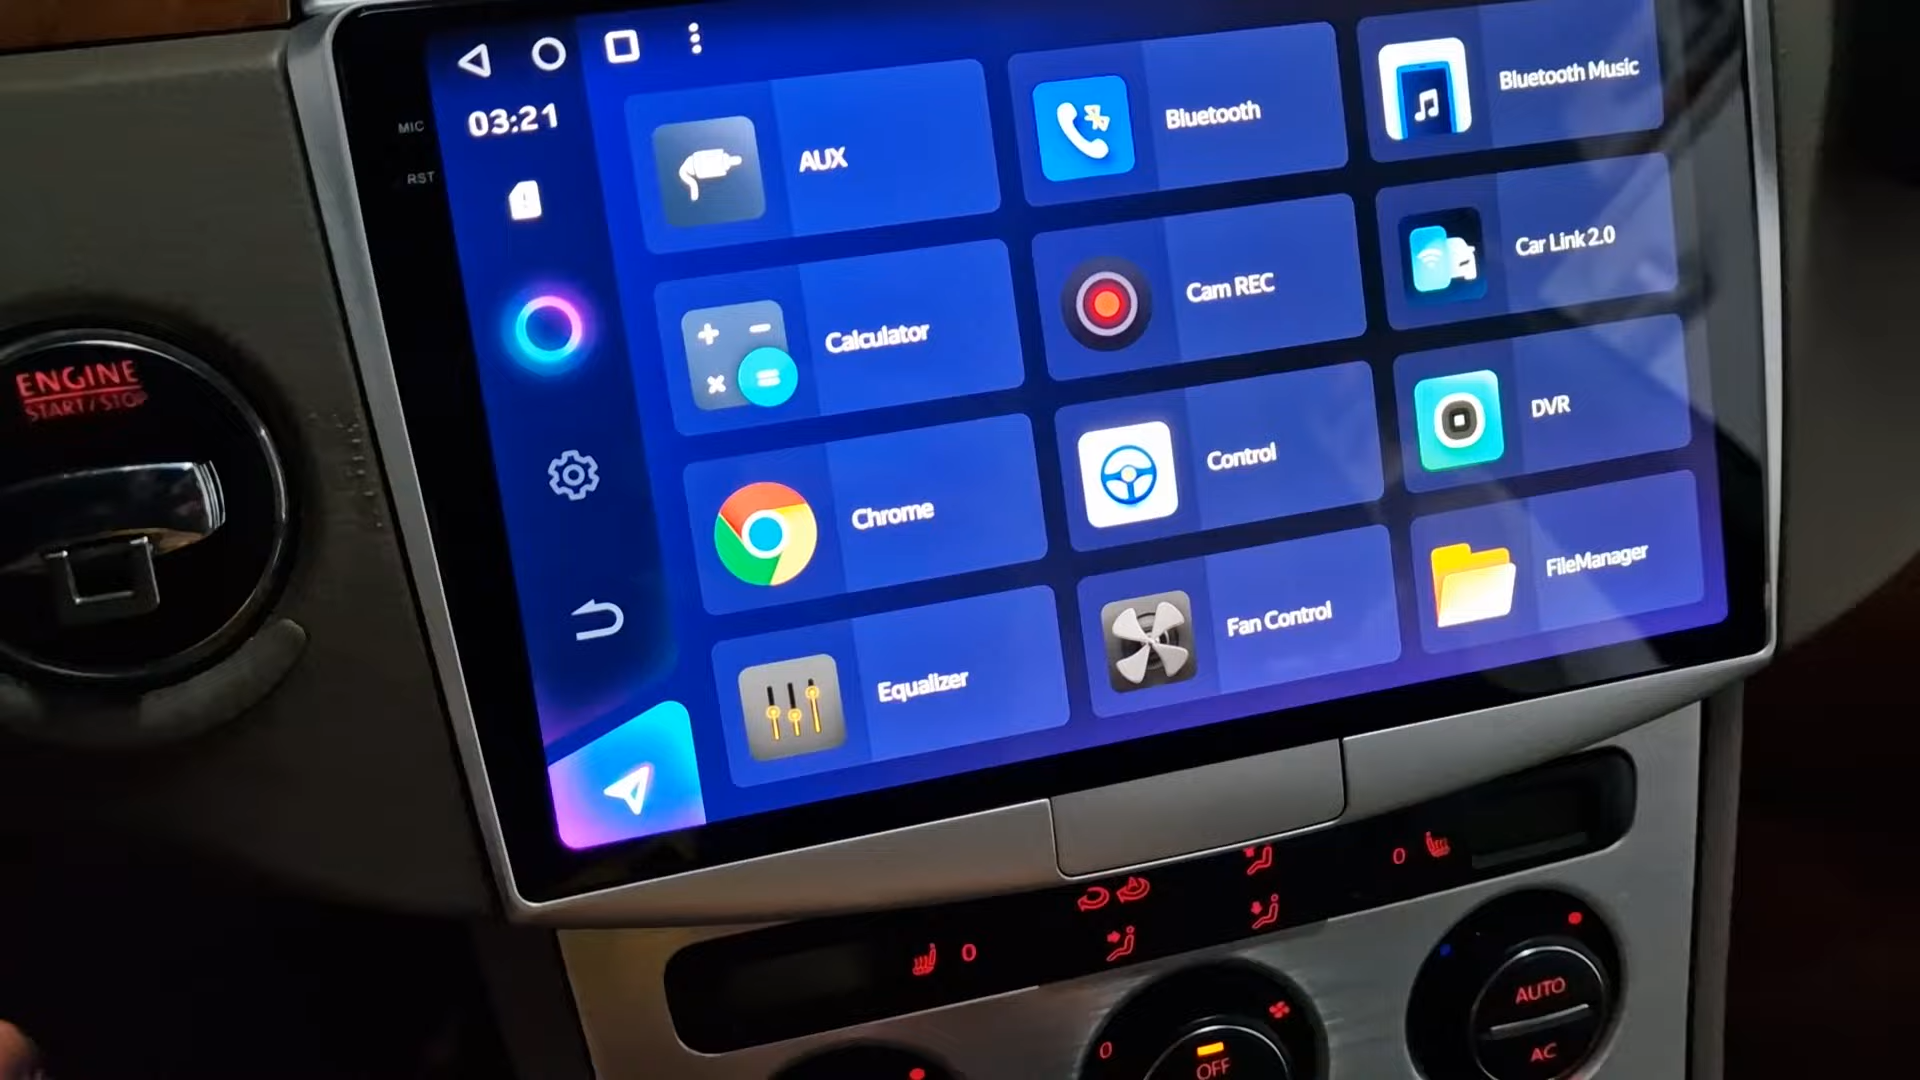 MIC
RST
03:21
AUX
Bluetooth
Bluetooth Music
Calculator
Cam REC
Car Link 2.0
Chrome
Control
DVR
Equalizer
Fan Control
FileManager
ENGINE
START/STOP
0
0
0
OFF
AUTO
AC